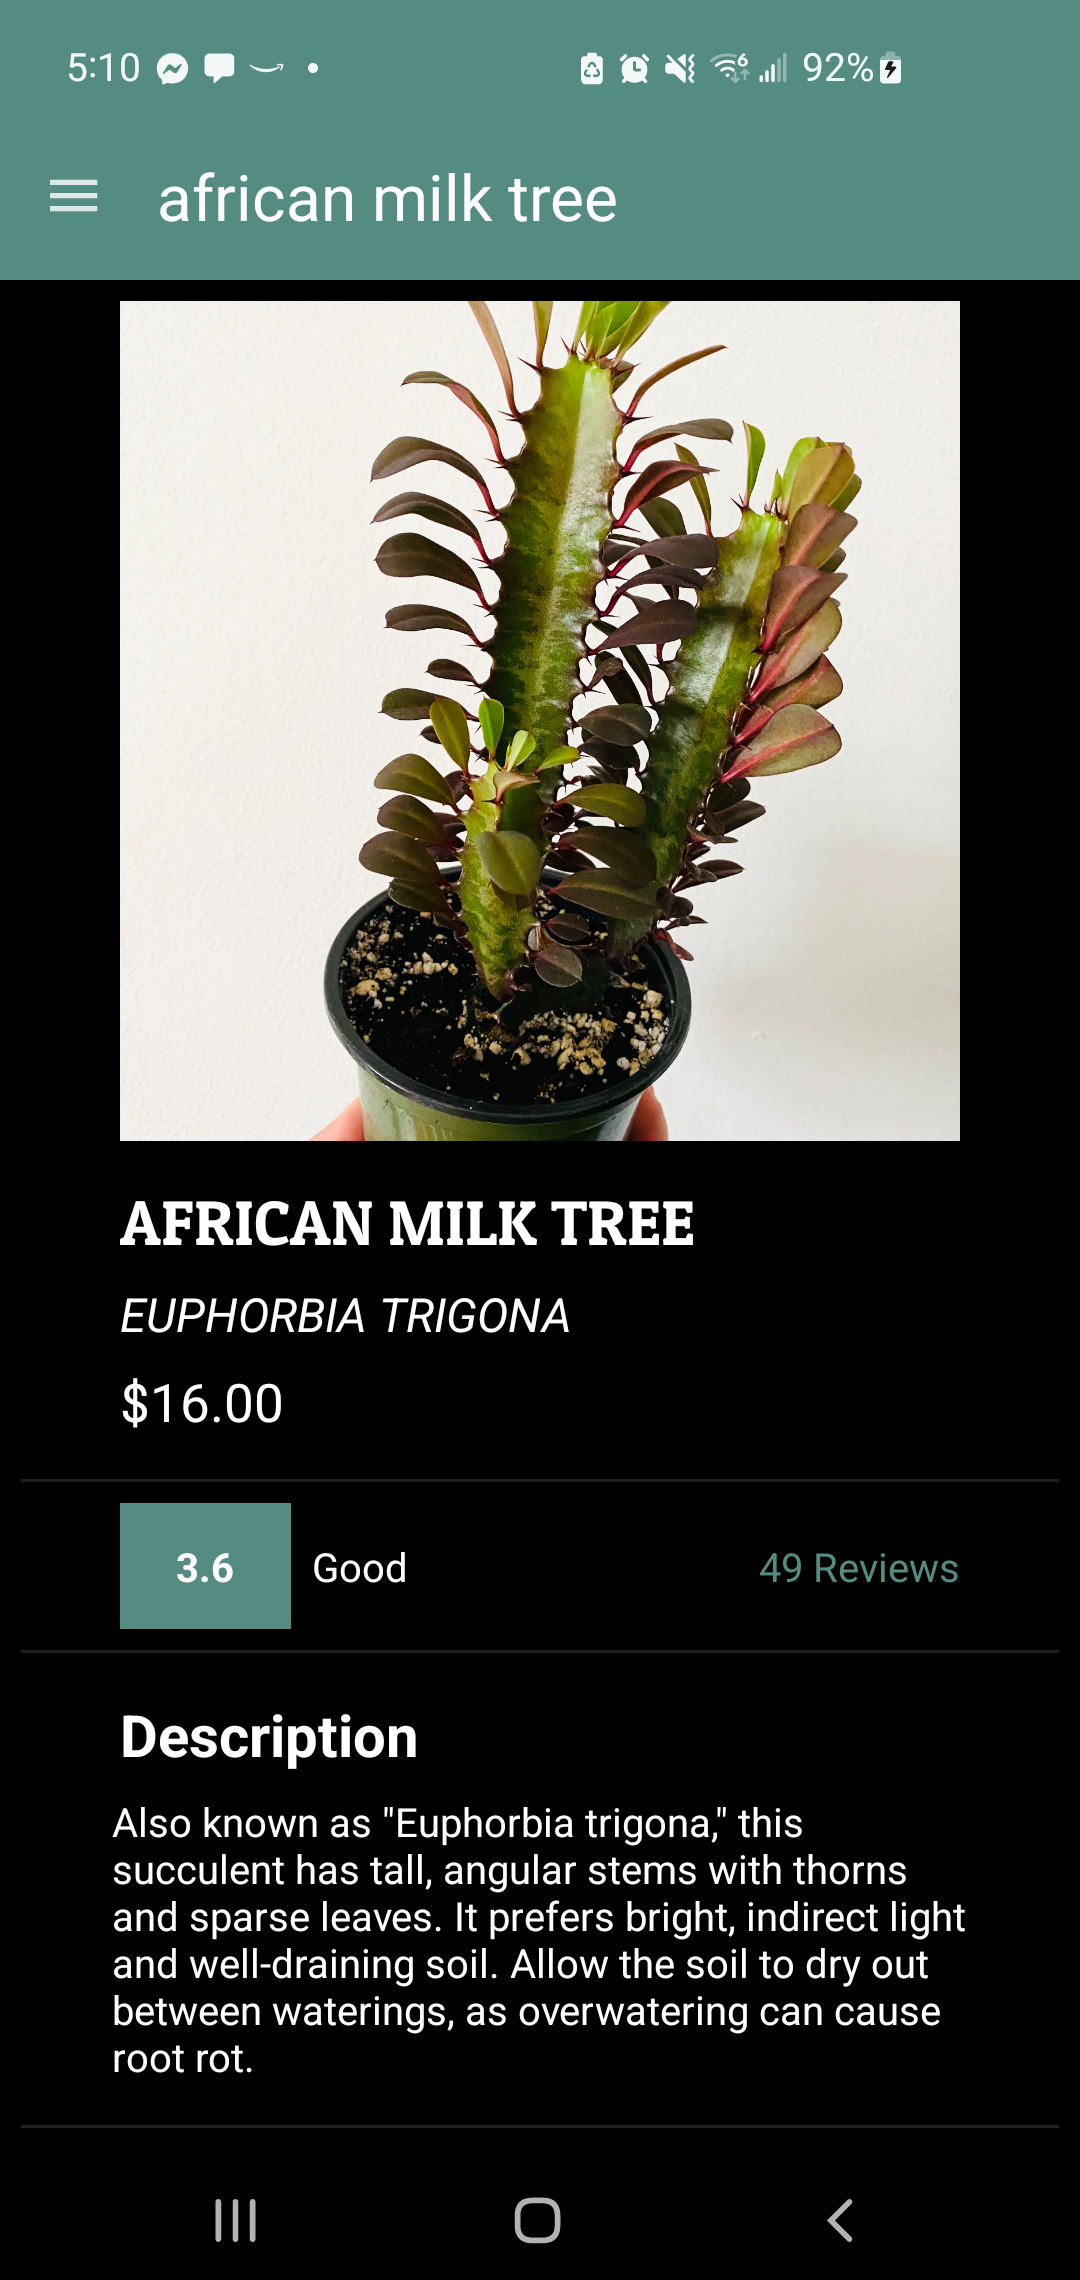 5:10 92%
african milk tree
AFRICAN MILK TREE
EUPHORBIA TRIGONA
$16.00
3.6 Good 49 Reviews
Description
Also known as "Euphorbia trigona," this
succulent has tall, angular stems with thorns
and sparse leaves. It prefers bright, indirect light
and well-draining soil. Allow the soil to dry out
between waterings, as overwatering can cause
root rot.